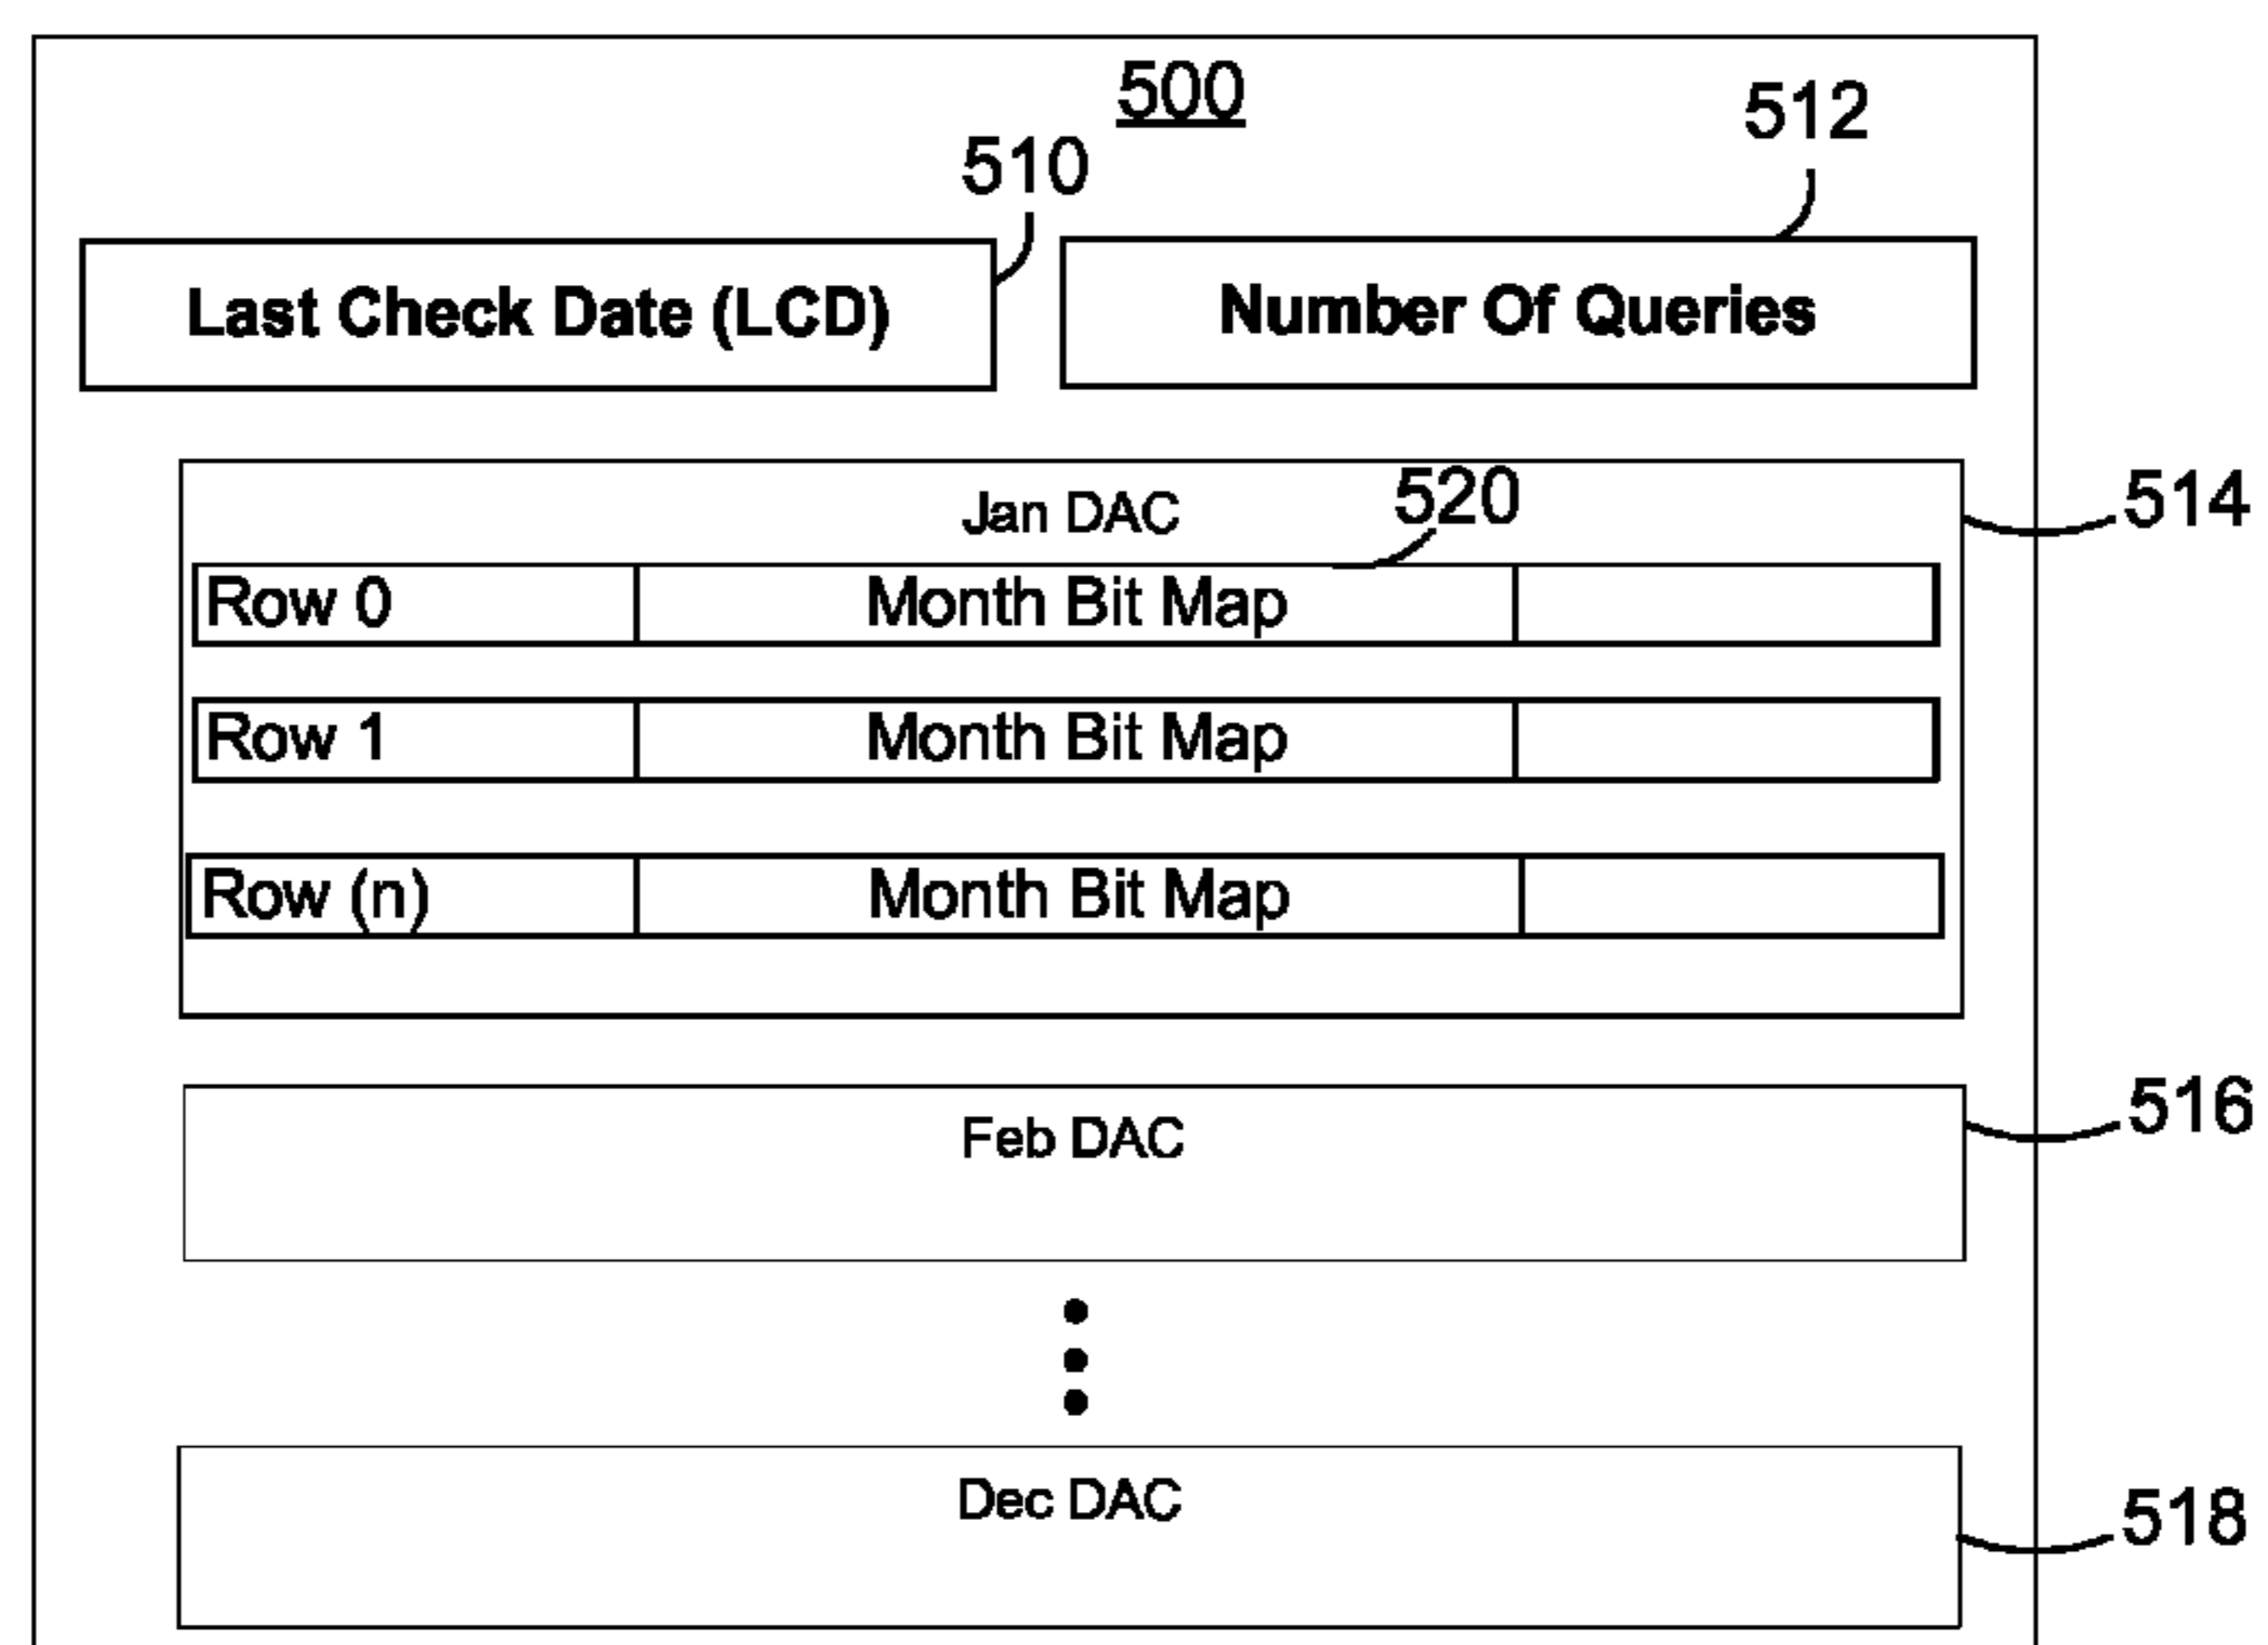 500
512
510
Last Check Date (LCD)
Number Of Queries
Jan DAC
520
514
Row 0
Month Bit Map
Row 1
Month Bit Map
Row (n)
Month Bit Map
Feb DAC
516
Dec DAC
518